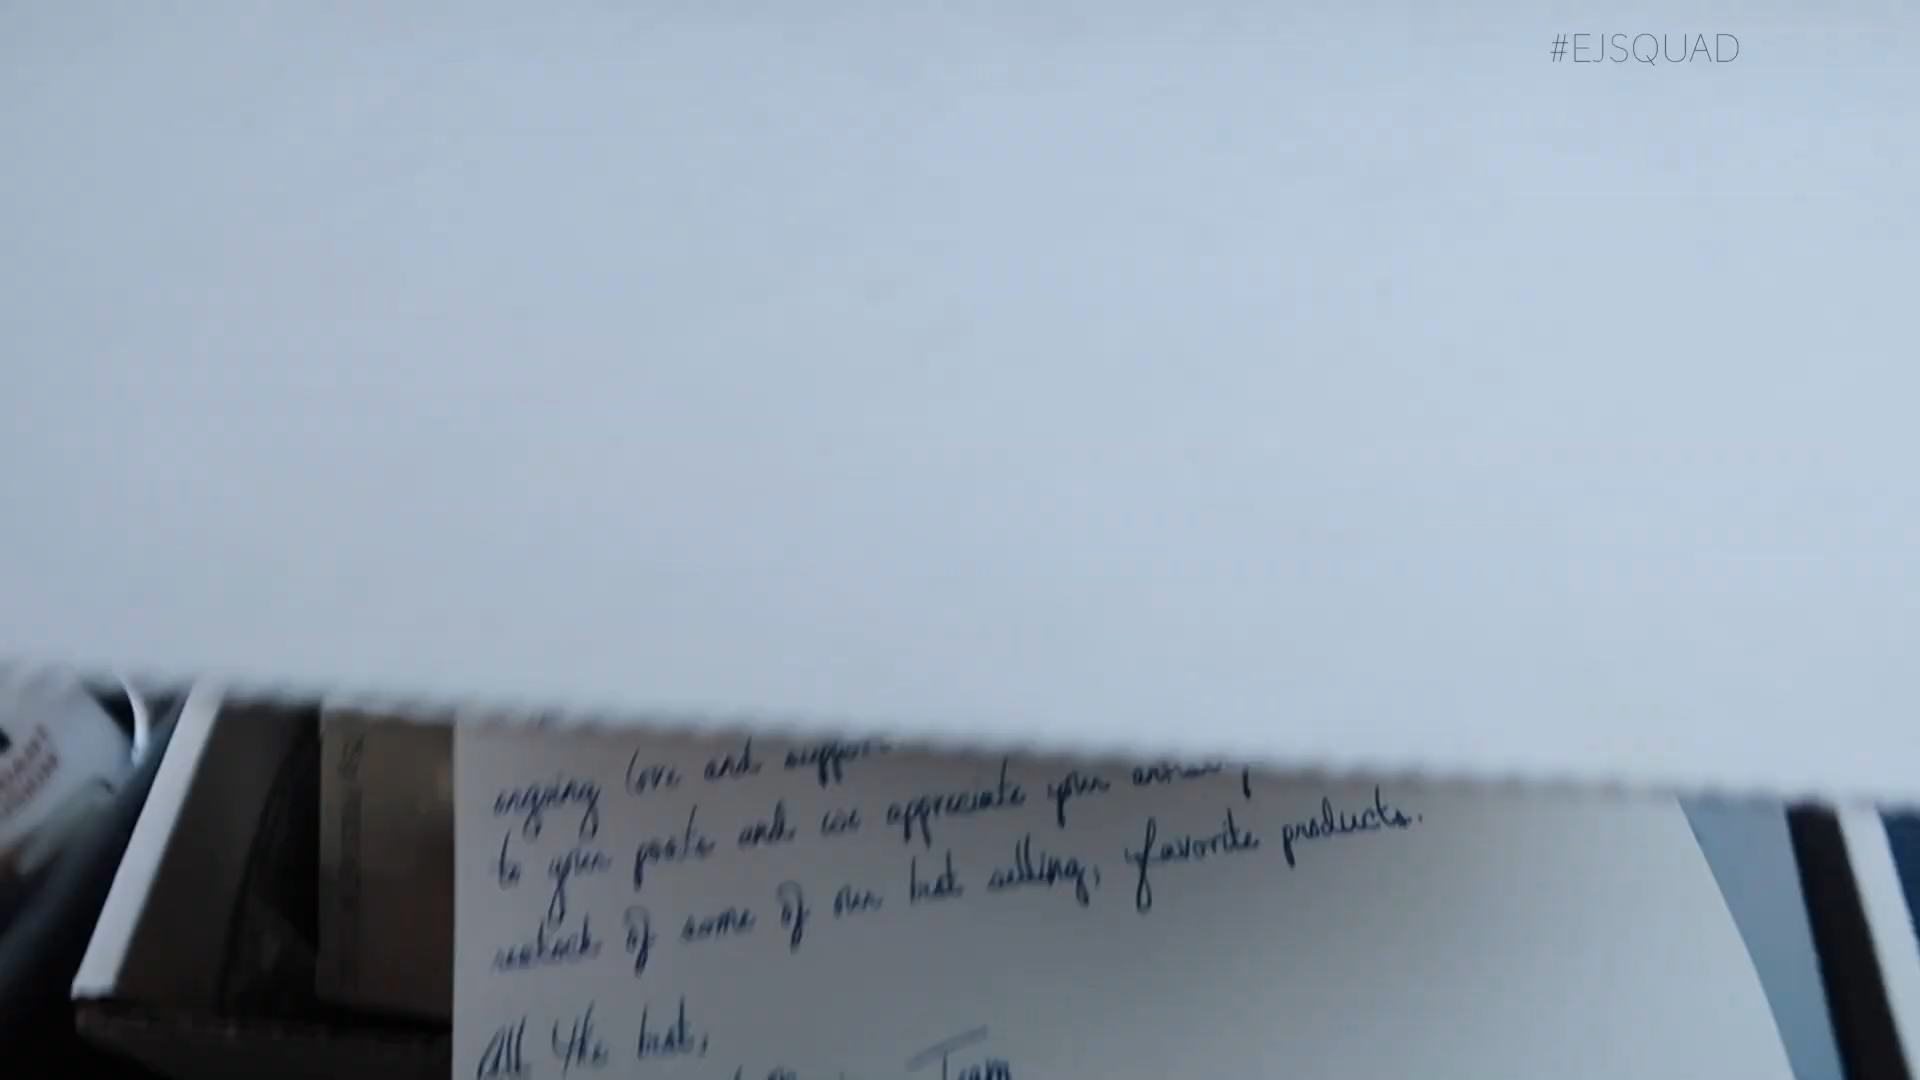 #EJSQUAD
ongoing love and support
to your posts and we appreciate your
restock of some of our best selling, favorite products.
All the best,
Team